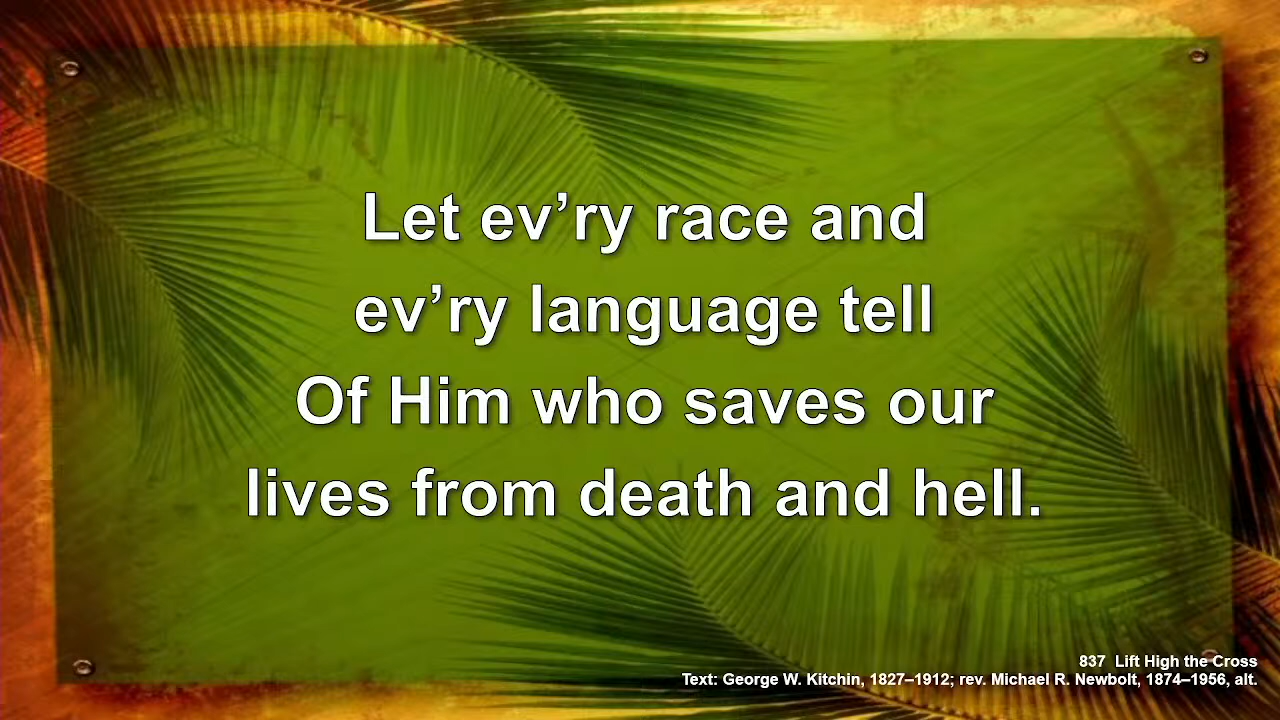 Let ev’ry race and
ev’ry language tell
Of Him who saves our
lives from death and hell.
837  Lift High the Cross
Text: George W. Kitchin, 1827–1912; rev. Michael R. Newbolt, 1874–1956, alt.